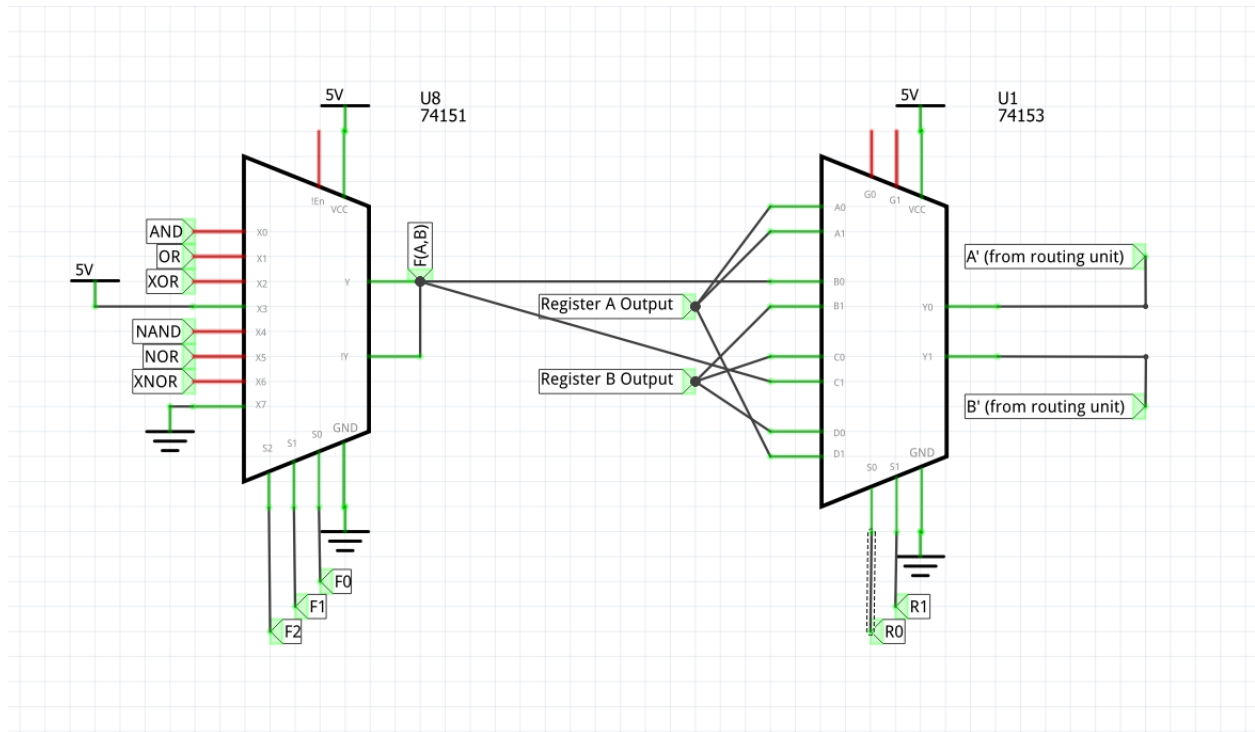 5V
U8
74151
!En
VCC
AND
OR
XOR
5V
NAND
NOR
XNOR
X0
X1
X2
X3
X4
X5
X6
X7
Y
!Y
F(A,B)
S2
S1
S0
GND
F0
F1
F2
Register A Output
Register B Output
5V
U1
74153
G0
G1
VCC
A0
A1
B0
B1
C0
C1
D0
D1
Y0
Y1
A' (from routing unit)
B' (from routing unit)
S0
S1
GND
R1
R0